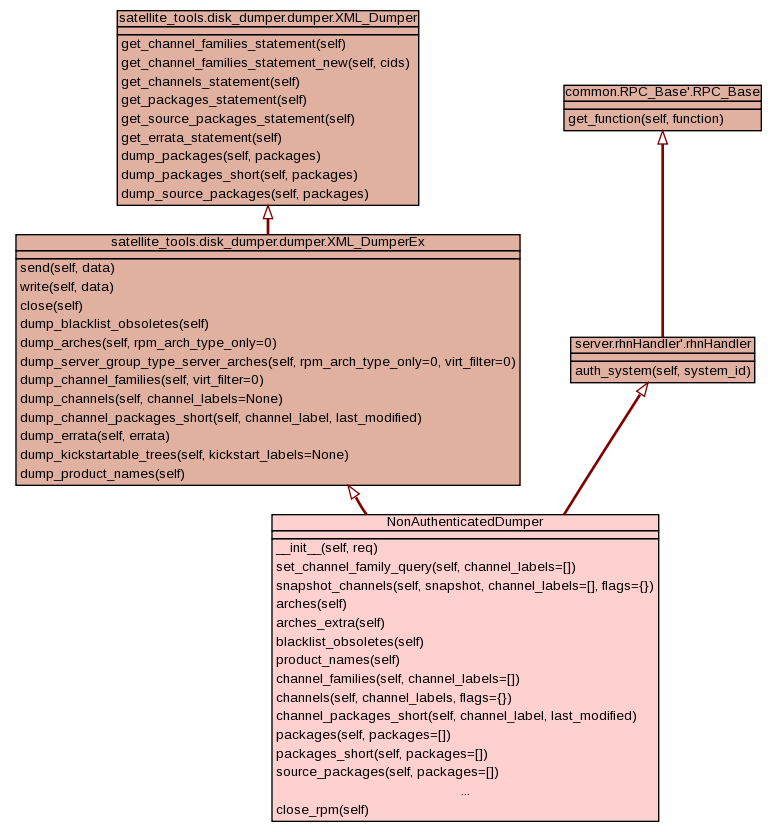 satellite_tools.disk_dumper.dumper.XML_Dumper
get_channel_families_statement(self)
get_channel_families_statement_new(self, cids)
get_channels_statement(self)
get_packages_statement(self)
get_source_packages_statement(self)
get_errata_statement(self)
dump_packages(self, packages)
dump_packages_short(self, packages)
dump_source_packages(self, packages)
common.RPC_Base'.RPC_Base
get_function(self, function)
satellite_tools.disk_dumper.dumper.XML_DumperEx
send(self, data)
write(self, data)
close(self)
dump_blacklist_obsoletes(self)
dump_arches(self, rpm_arch_type_only=0)
dump_server_group_type_server_arches(self, rpm_arch_type_only=0, virt_filter=0)
dump_channel_families(self, virt_filter=0)
dump_channels(self, channel_labels=None)
dump_channel_packages_short(self, channel_label, last_modified)
dump_errata(self, errata)
dump_kickstartable_trees(self, kickstart_labels=None)
dump_product_names(self)
server.rhnHandler'.rhnHandler
auth_system(self, system_id)
NonAuthenticatedDumper
__init__(self, req)
set_channel_family_query(self, channel_labels=[])
snapshot_channels(self, snapshot, channel_labels=[], flags={})
arches(self)
arches_extra(self)
blacklist_obsoletes(self)
product_names(self)
channel_families(self, channel_labels=[])
channels(self, channel_labels, flags={})
channel_packages_short(self, channel_label, last_modified)
packages(self, packages=[])
packages_short(self, packages=[])
source_packages(self, packages=[])
...
close_rpm(self)